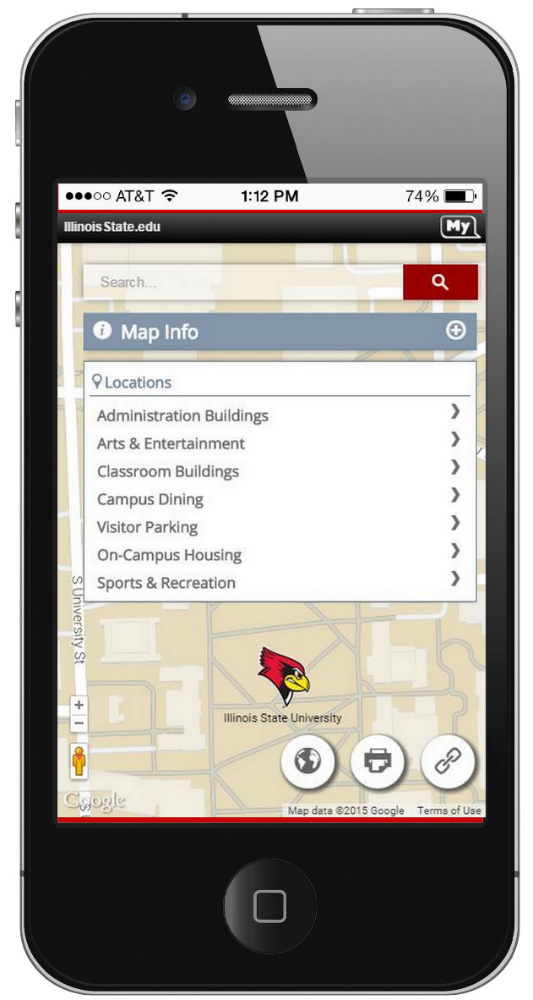 AT&T 1:12 PM 74%
IllinoisState.edu My
Search...
i Map Info
Locations
Administration Buildings
Arts & Entertainment
Classroom Buildings
Campus Dining
Visitor Parking
On-Campus Housing
Sports & Recreation
S University St
Illinois State University
Google
Map data ©2015 Google Terms of Use